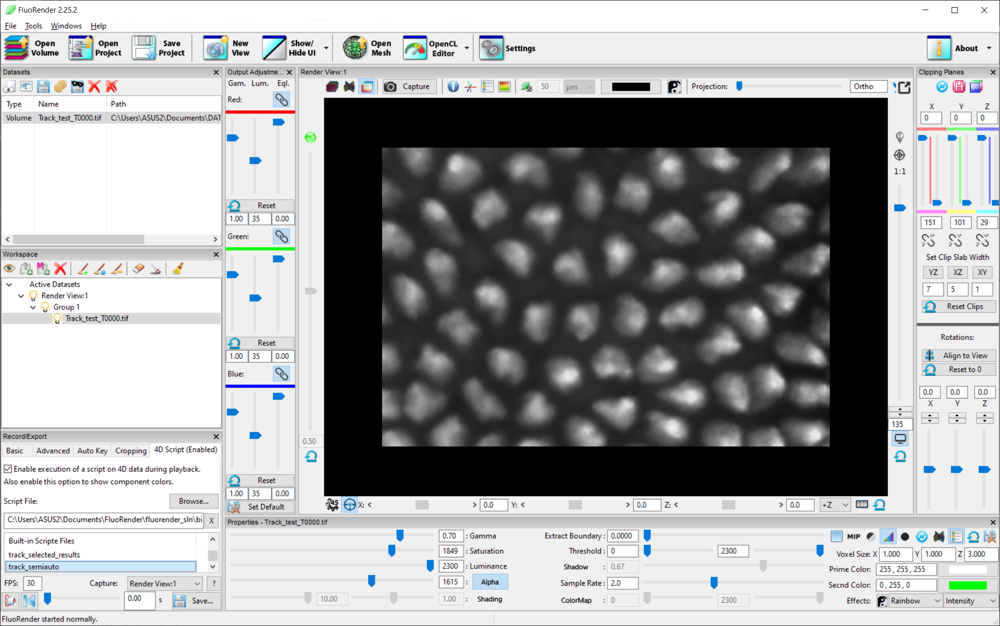 FluoRender 2.25.2
File Tools Windows Help
Open Volume
Open Project
Save Project
New View
Show/ Hide UI
Open Mesh
OpenCL Editor
Settings
About
Datasets
Type Name Path
Volume Track_test_T0000.tif C:\Users\ASUS2\Documents\DAT
Workspace
Active Datasets
Render View:1
Group 1
Track_test_T0000.tif
Record/Export
Basic Advanced Auto Key Cropping 4D Script (Enabled)
Enable execution of a script on 4D data during playback.
Also enable this option to show component colors.
Script File: Browse...
C:\Users\ASUS2\Documents\FluoRender\fluorender_sln\bi X
Built-in Scripte Files
track_selected_results
track_semiauto
FPS: 30 Capture: Render View:1 ?
0.00 s Save...
FluoRender started normally.
Output Adjustme...
Gam. Lum. Eql.
Red:
Reset
1.00 35 0.00
Green:
Reset
1.00 35 0.00
Blue:
Reset
1.00 35 0.00
Set Default
Render View:1
Capture SB 50 µm Projection: Ortho
1:1
0.50
135
45 X: < > 0.0 Y: < > 0.0 Z: < > 0.0 +Z 000
Properties - Track_test_T0000.tif
0.70 : Gamma
1849 : Saturation
2300 : Luminance
1615 : Alpha
10.00 1.00 : Shading
Extract Boundary : 0.0000
Threshold : 0 2300
Shadow : 0.67
Sample Rate : 2.0
ColorMap : 0 2300
MIP
Voxel Size: X 1.000 Y 1.000 Z 3.000
Prime Color: 255 , 255 , 255
Secnd Color: 0 , 255 , 0
Effects: Rainbow Intensity
Clipping Planes
H
X Y Z
0 0 0
151 101 29
Set Clip Slab Width
YZ XZ XY
7 5 1
Reset Clips
Rotations:
Align to View
Reset to 0
0.0 0.0 0.0
X Y Z